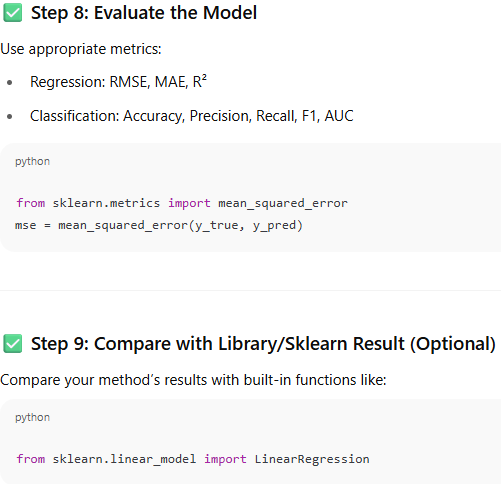 ✅ Step 8: Evaluate the Model
Use appropriate metrics:
• Regression: RMSE, MAE, R²
• Classification: Accuracy, Precision, Recall, F1, AUC
python
from sklearn.metrics import mean_squared_error
mse = mean_squared_error(y_true, y_pred)
✅ Step 9: Compare with Library/Sklearn Result (Optional)
Compare your method's results with built-in functions like:
python
from sklearn.linear_model import LinearRegression